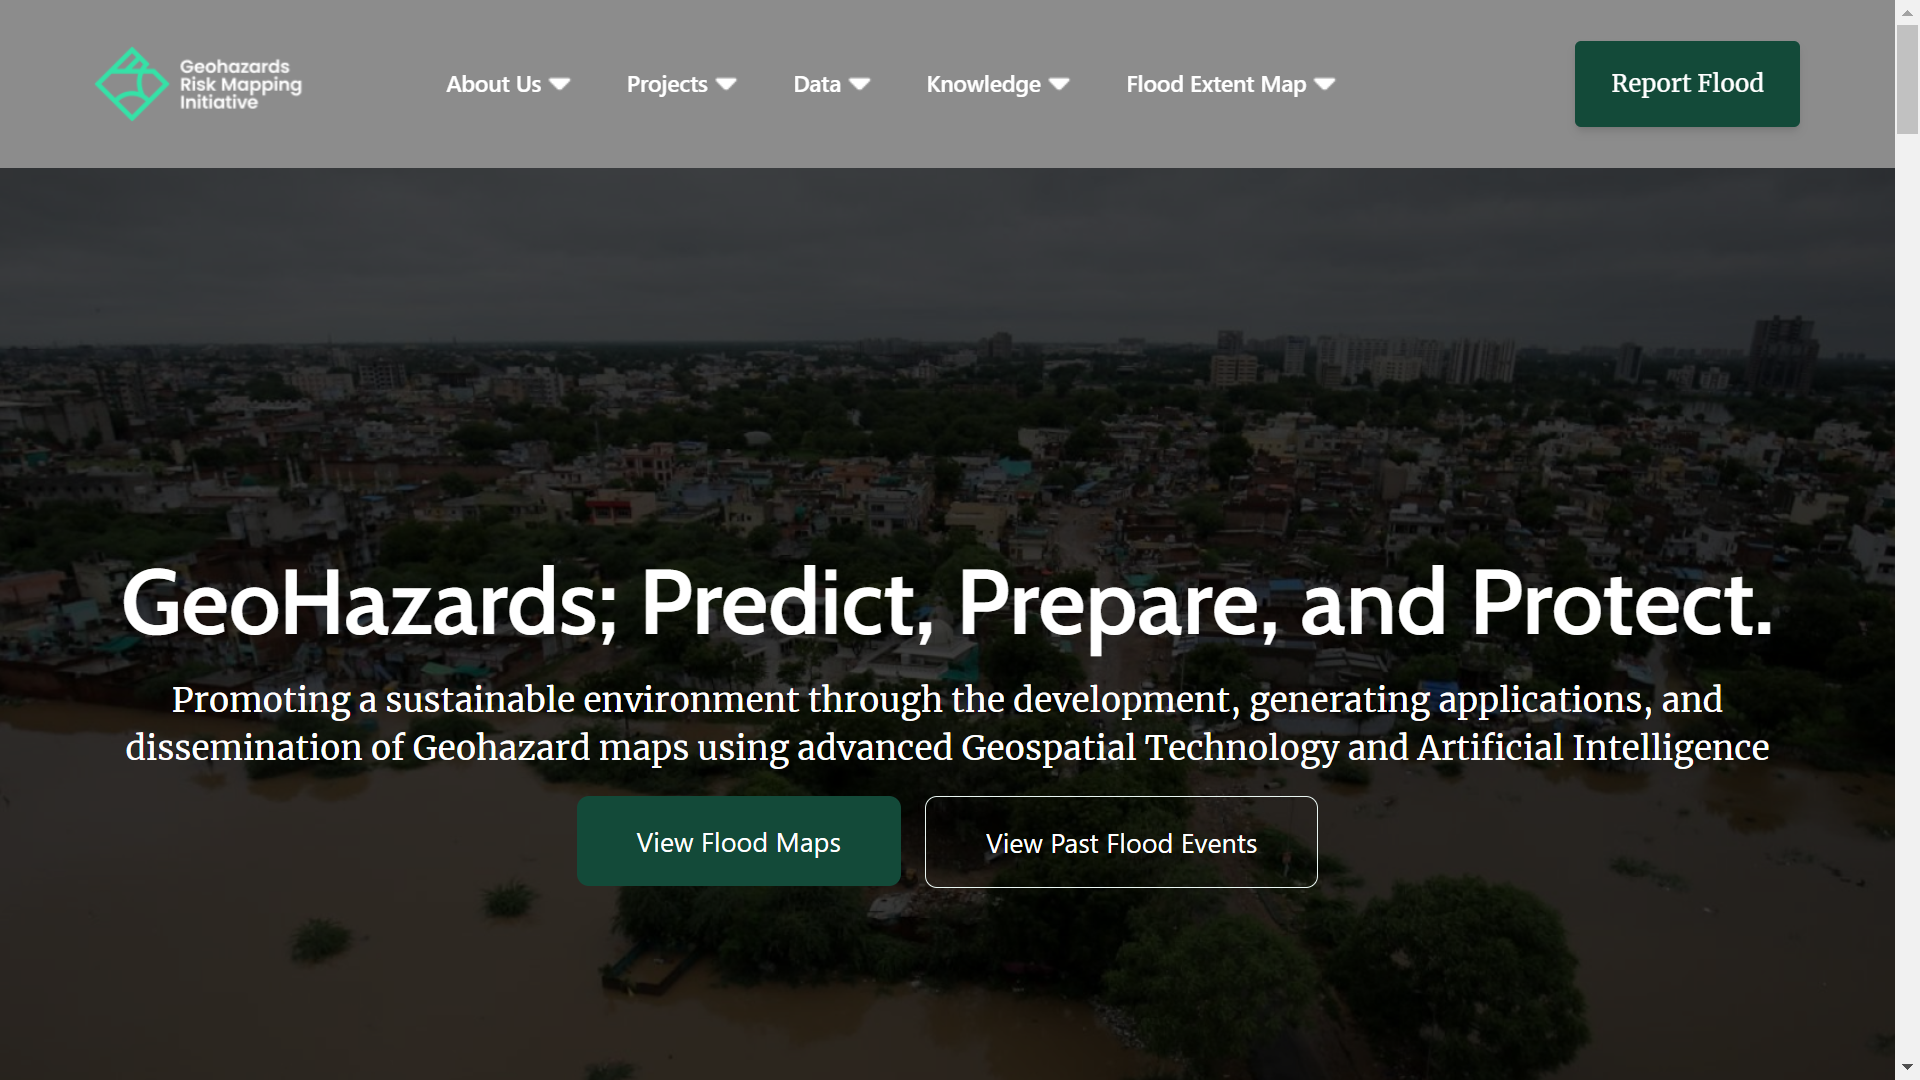 Geohazards
Risk Mapping
Initiative
About Us
Projects
Data
Knowledge
Flood Extent Map
Report Flood
GeoHazards; Predict, Prepare, and Protect.
Promoting a sustainable environment through the development, generating applications, and
dissemination of Geohazard maps using advanced Geospatial Technology and Artificial Intelligence
View Flood Maps
View Past Flood Events